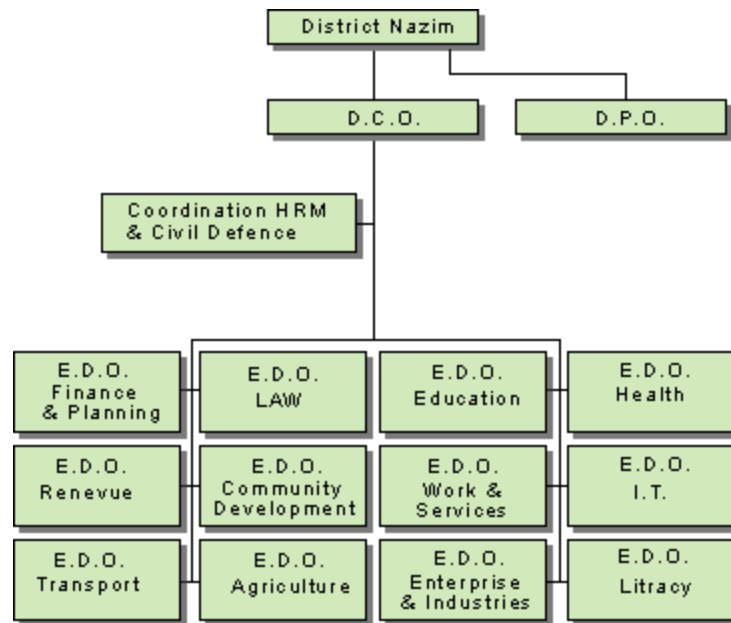 District Nazim
D.C.O.
D.P.O.
Coordination HRM
& Civil Defence
E.D.O.
Finance
& Planning
E.D.O.
LAW
E.D.O.
Education
E.D.O.
Health
E.D.O.
Renevue
E.D.O.
Community
Development
E.D.O.
Work &
Services
E.D.O.
I.T.
E.D.O.
Transport
E.D.O.
Agriculture
E.D.O.
Enterprise
& Industries
E.D.O.
Litracy